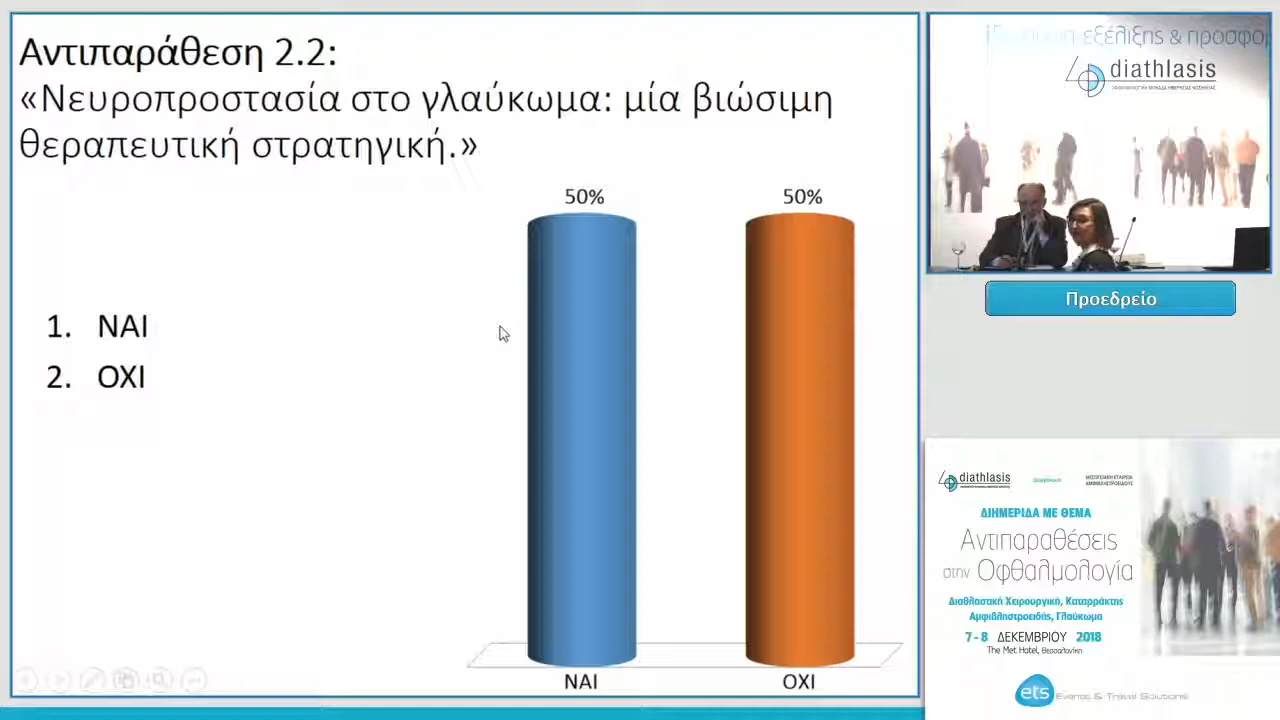 Αντιπαράθεση 2.2:
«Νευροπροστασία στο γλαύκωμα: μία βιώσιμη
θεραπευτική στρατηγική.»
50%
50%
1. ΝΑΙ
2. ΟΧΙ
ΝΑΙ
ΟΧΙ
εξέλιξης & προσφο
diathlasis
Προεδρείο
diathlasis
ΔΙΗΜΕΡΙΔΑ ΜΕ ΘΕΜΑ
Αντιπαραθέσεις
στην Οφθαλμολογία
Διαθλαστική Χειρουργική, Καταρράκτης
Αμφιβληστροειδής, Γλαύκωμα
7 - 8 ΔΕΚΕΜΒΡΙΟΥ 2018
The Met Hotel, Θεσσαλονίκη
ets Events & Travel Solutions